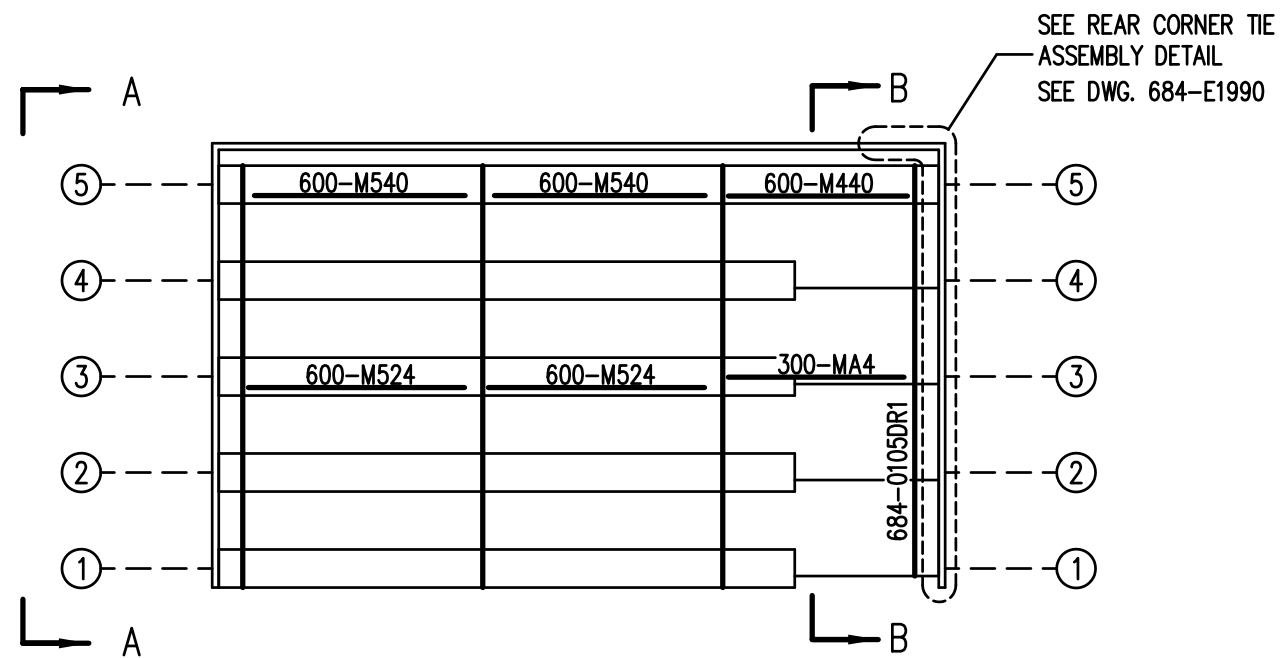 SEE REAR CORNER TIE
ASSEMBLY DETAIL
SEE DWG. 684-E1990
A
B
5
600-M540
600-M540
600-M440
5
4
4
3
600-M524
600-M524
300-MA4
3
684-0105DR1
2
2
1
1
A
B